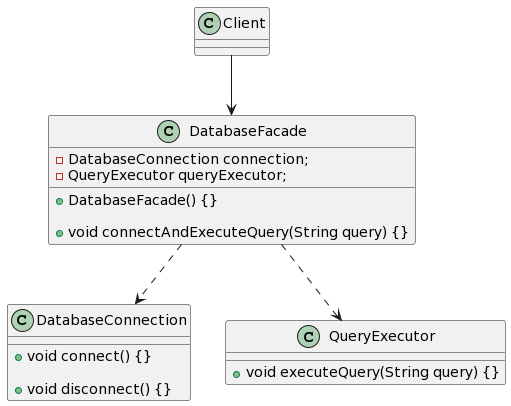 C Client
C DatabaseFacade
DatabaseConnection connection;
QueryExecutor queryExecutor;
DatabaseFacade() {}
void connectAndExecuteQuery(String query) {}
C DatabaseConnection
void connect() {}
void disconnect() {}
C QueryExecutor
void executeQuery(String query) {}